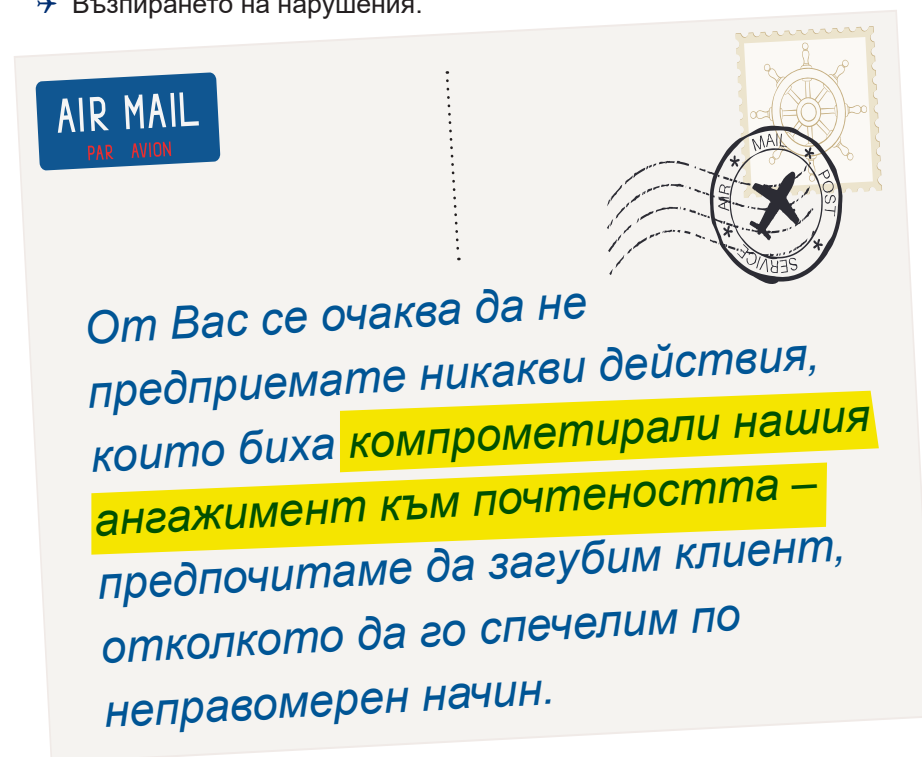 Възпирането на нарушения.
AIR MAIL
PAR AVION
MAIL
POST
SERVICE
AIR
От Вас се очаква да не
предприемате никакви действия,
които биха компрометирали нашия
ангажимент към почтеността –
предпочитаме да загубим клиент,
отколкото да го спечелим по
неправомерен начин.